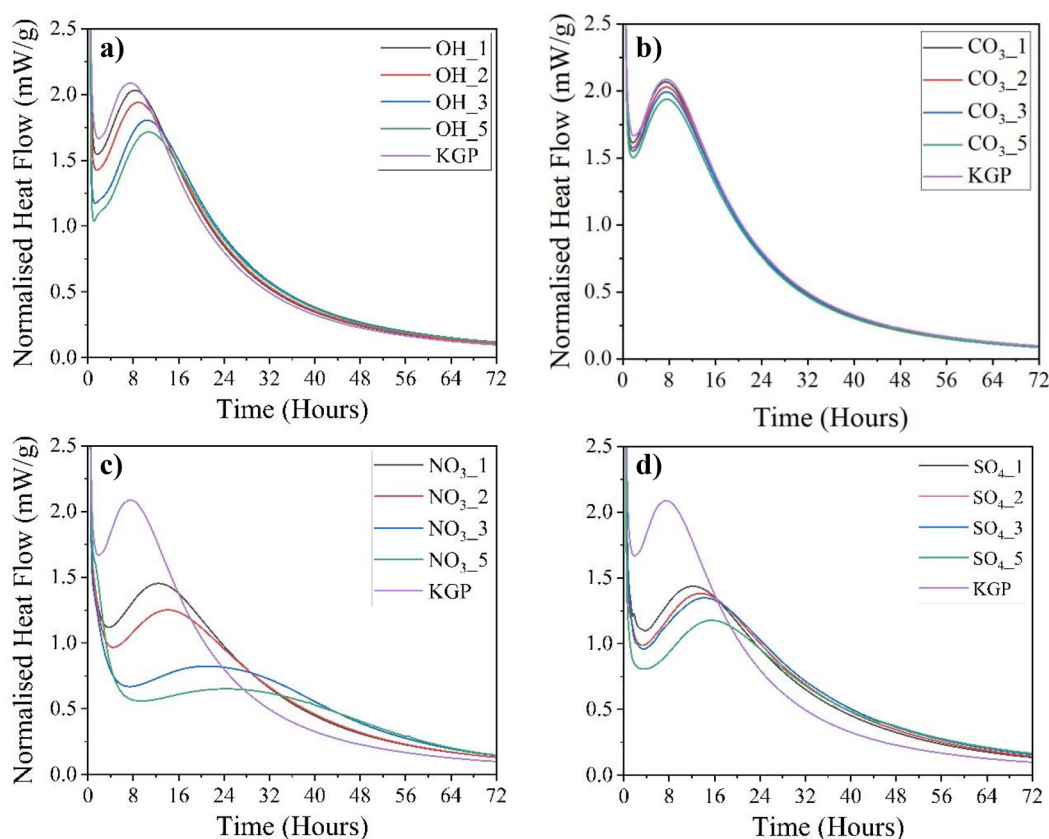 a)
OH_1
OH_2
OH_3
OH_5
KGP
Normalised Heat Flow (mW/g)
2.5
2.0
1.5
1.0
0.5
0.0
0 8 16 24 32 40 48 56 64 72
Time (Hours)
b)
CO₃_1
CO₃_2
CO₃_3
CO₃_5
KGP
Normalised Heat Flow (mW/g)
2.5
2.0
1.5
1.0
0.5
0.0
0 8 16 24 32 40 48 56 64 72
Time (Hours)
c)
NO₃_1
NO₃_2
NO₃_3
NO₃_5
KGP
Normalised Heat Flow (mW/g)
2.5
2.0
1.5
1.0
0.5
0.0
0 8 16 24 32 40 48 56 64 72
Time (Hours)
d)
SO₄_1
SO₄_2
SO₄_3
SO₄_5
KGP
2.5
2.0
1.5
1.0
0.5
0.0
0 8 16 24 32 40 48 56 64 72
Time (Hours)